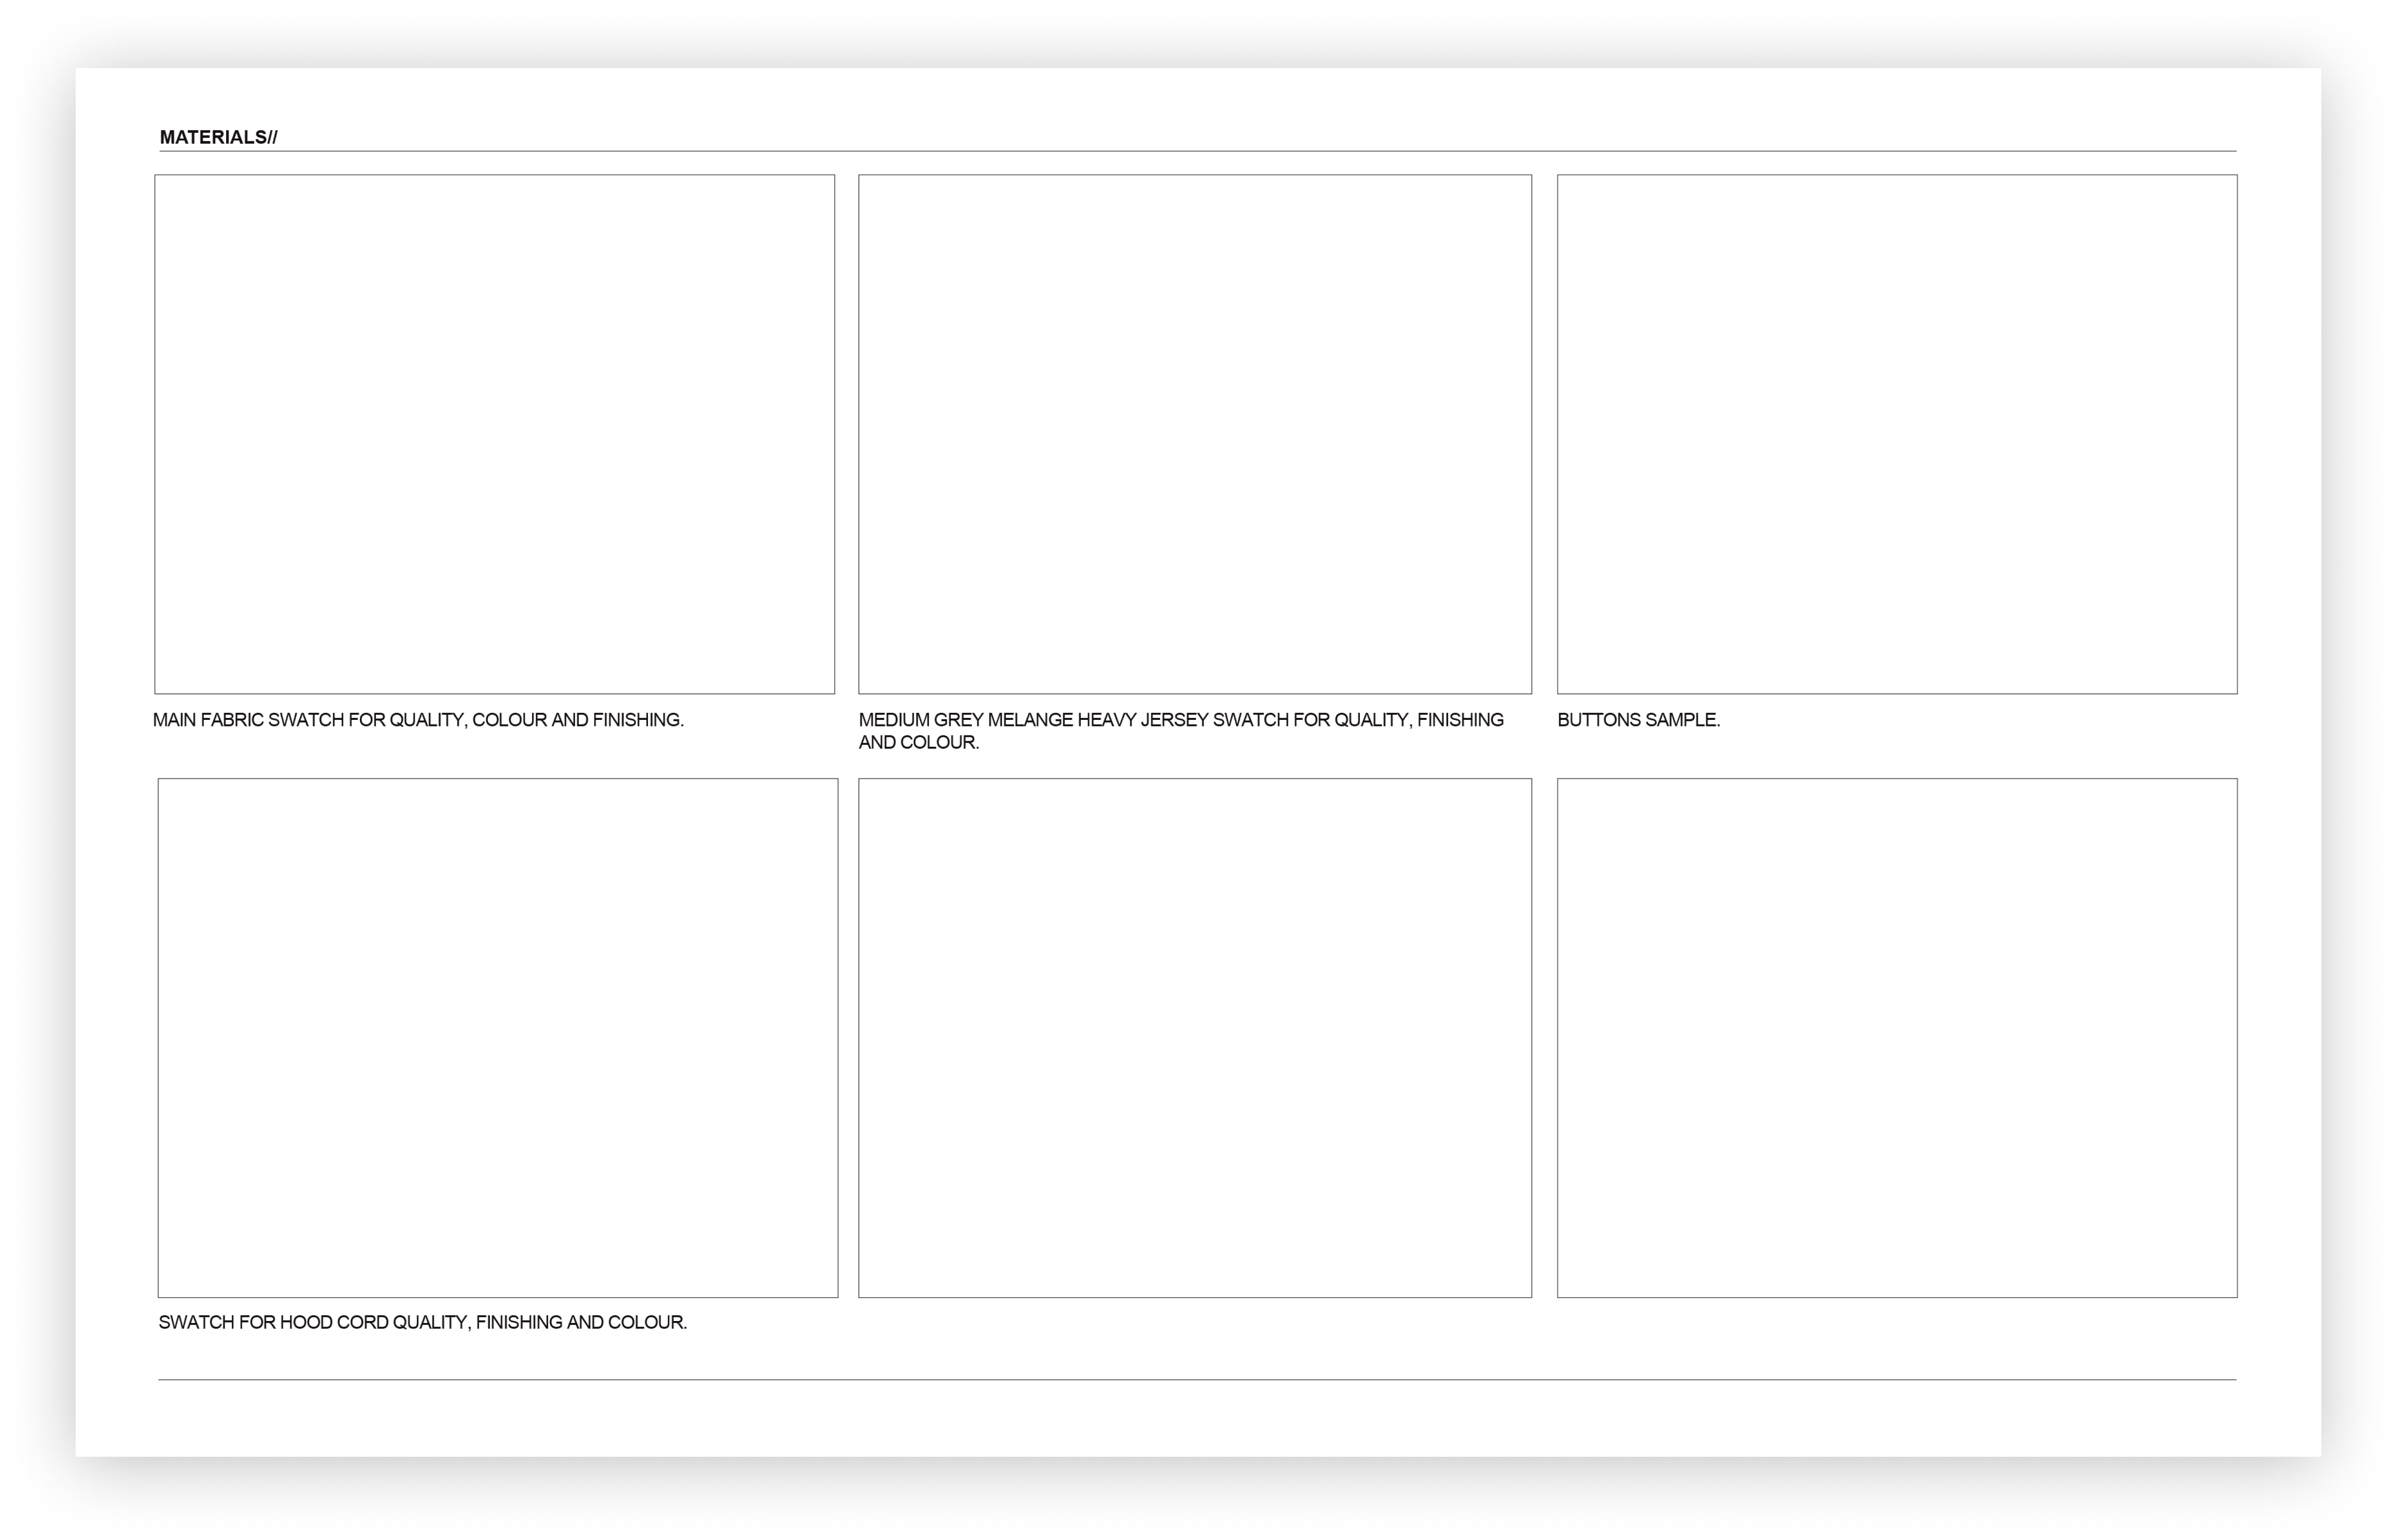 MATERIALS//
MAIN FABRIC SWATCH FOR QUALITY, COLOUR AND FINISHING.
MEDIUM GREY MELANGE HEAVY JERSEY SWATCH FOR QUALITY, FINISHING
AND COLOUR.
BUTTONS SAMPLE.
SWATCH FOR HOOD CORD QUALITY, FINISHING AND COLOUR.